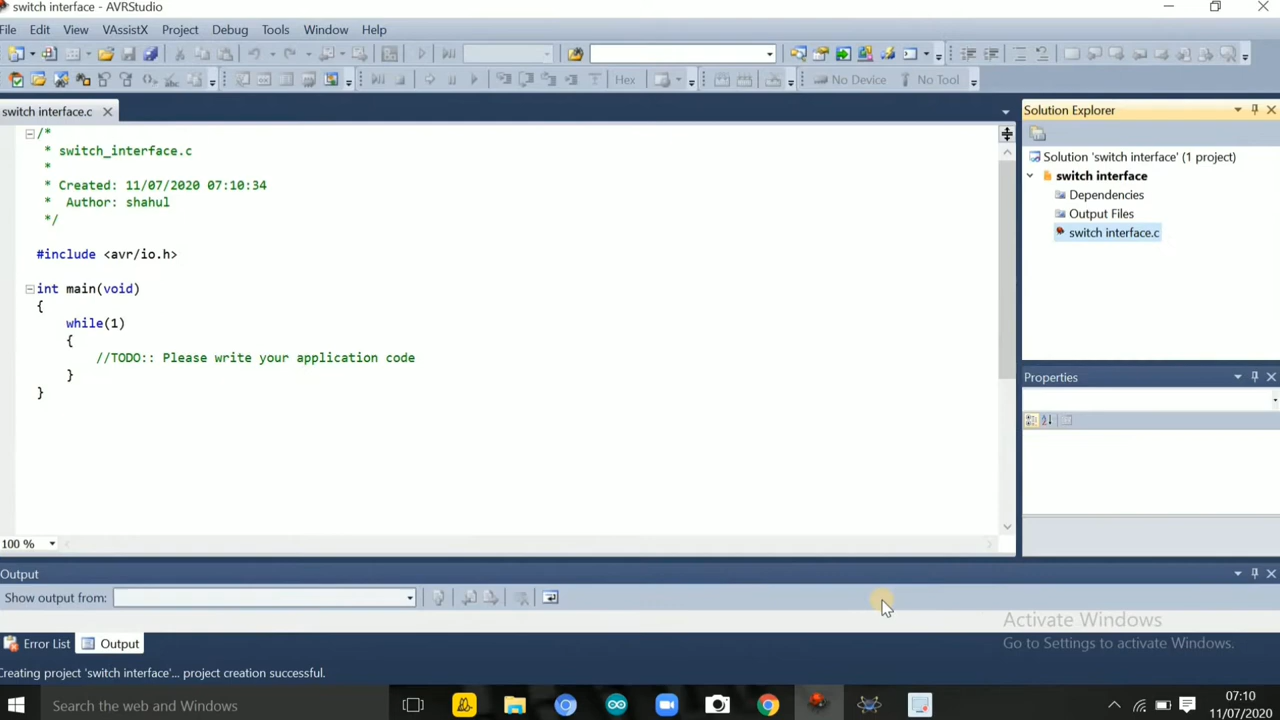 switch interface - AVRStudio
File Edit View VAssistX Project Debug Tools Window Help
Hex No Device No Tool
switch interface.c
/*
* switch_interface.c
*
* Created: 11/07/2020 07:10:34
* Author: shahul
*/
#include <avr/io.h>
int main(void)
{
while(1)
{
//TODO:: Please write your application code
}
}
100 %
Solution Explorer
Solution 'switch interface' (1 project)
switch interface
Dependencies
Output Files
switch interface.c
Properties
Output
Show output from:
Error List Output
Creating project 'switch interface'... project creation successful.
Activate Windows
Go to Settings to activate Windows.
Search the web and Windows
07:10
11/07/2020